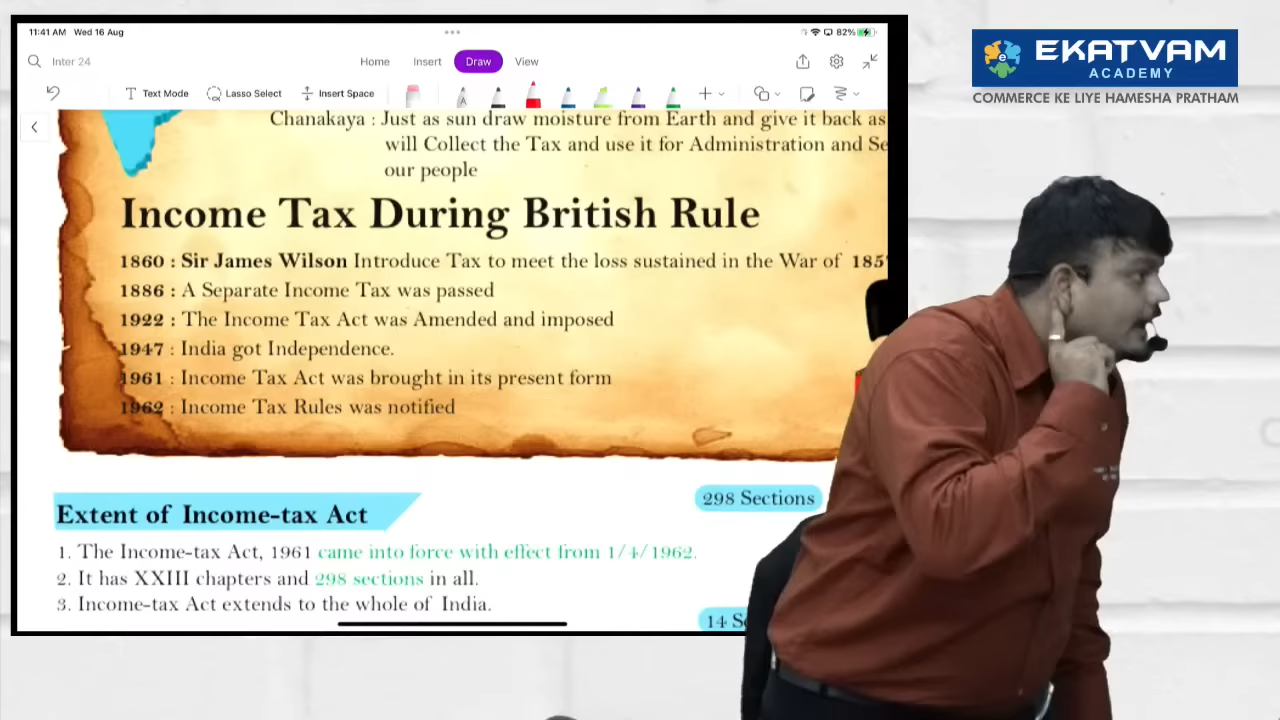 11:41 AM Wed 16 Aug
82%
Inter 24
Home Insert Draw View
Text Mode Lasso Select Insert Space
EKATVAM
ACADEMY
COMMERCE KE LIYE HAMESHA PRATHAM
Chanakaya : Just as sun draw moisture from Earth and give it back as
will Collect the Tax and use it for Administration and Se
our people
Income Tax During British Rule
1860 : Sir James Wilson Introduce Tax to meet the loss sustained in the War of 185
1886 : A Separate Income Tax was passed
1922 : The Income Tax Act was Amended and imposed
1947 : India got Independence.
1961 : Income Tax Act was brought in its present form
1962 : Income Tax Rules was notified
298 Sections
Extent of Income-tax Act
1. The Income-tax Act, 1961 came into force with effect from 1/4/1962.
2. It has XXIII chapters and 298 sections in all.
3. Income-tax Act extends to the whole of India.
14 S